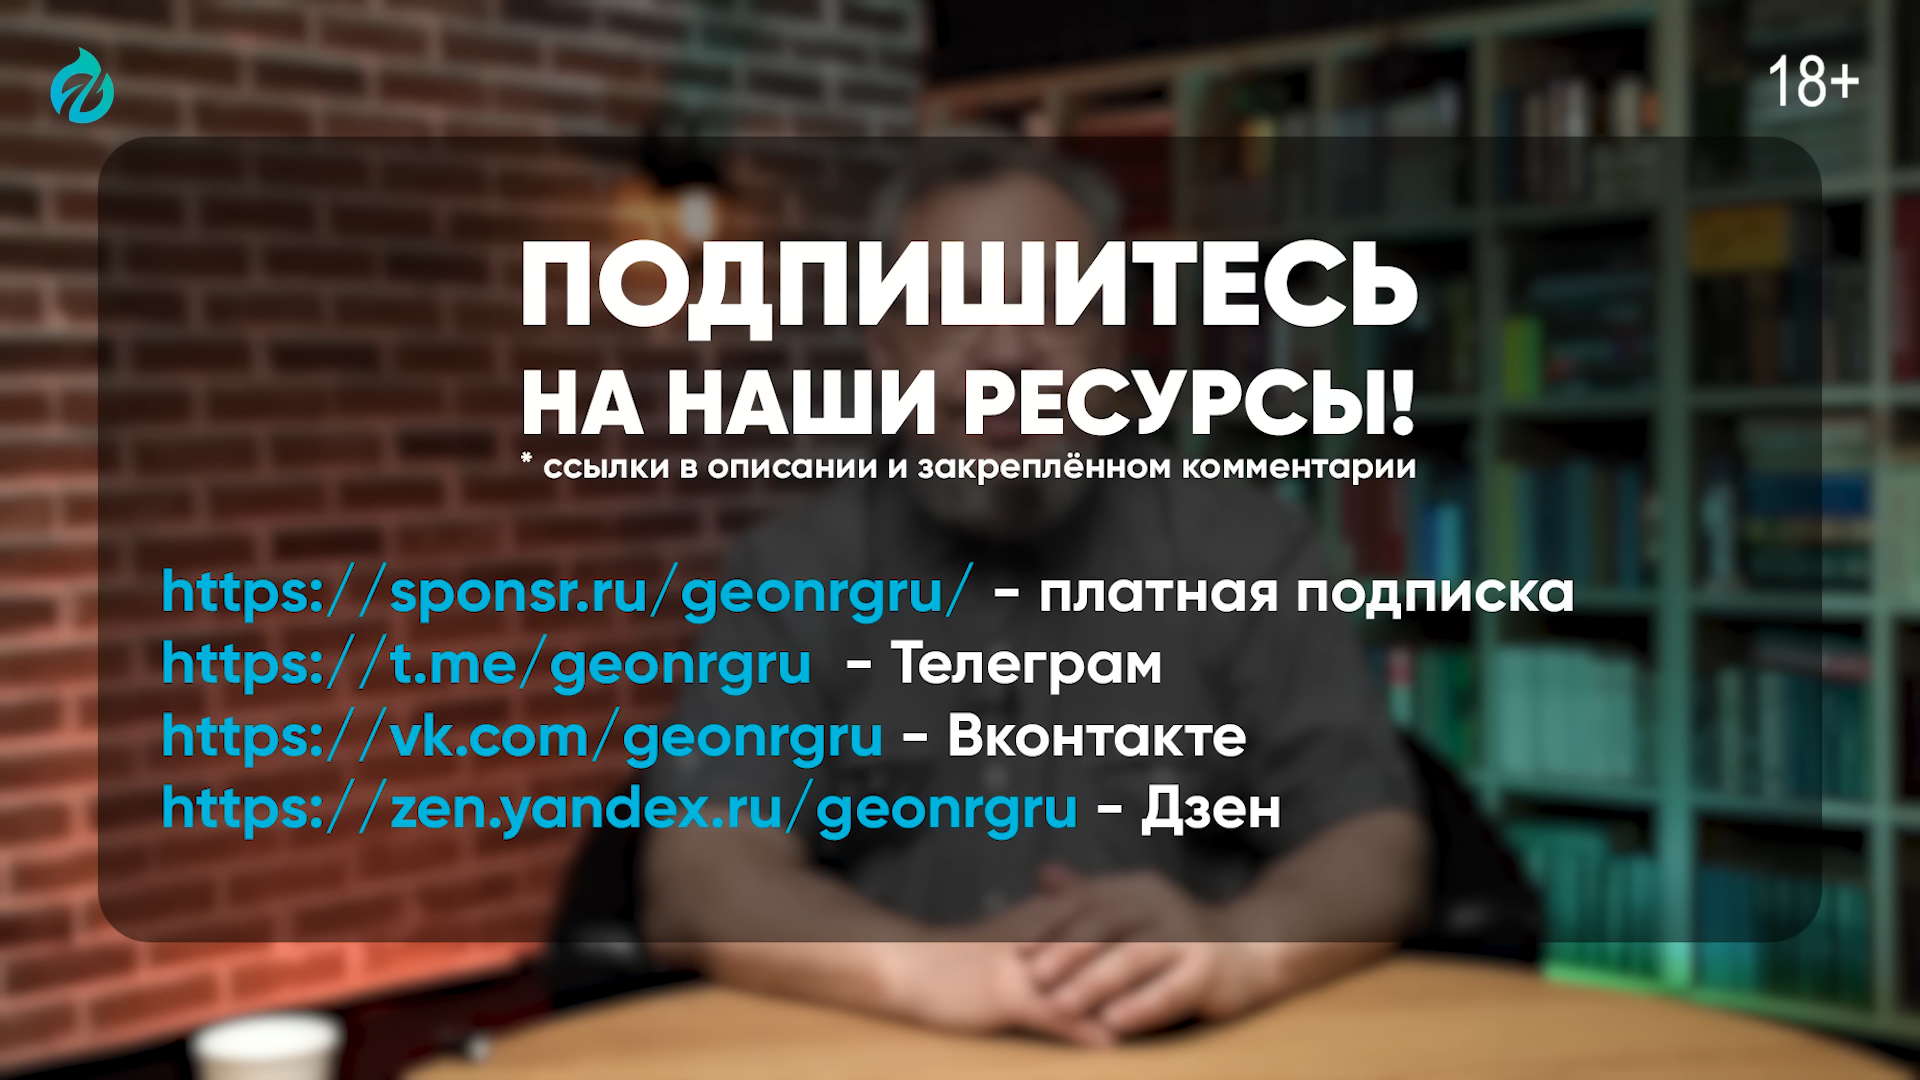 18+
ПОДПИШИТЕСЬ
НА НАШИ РЕСУРСЫ!
* ссылки в описании и закреплённом комментарии
https://sponsr.ru/geonrgru/ - платная подписка
https://t.me/geonrgru - Телеграм
https://vk.com/geonrgru - Вконтакте
https://zen.yandex.ru/geonrgru - Дзен